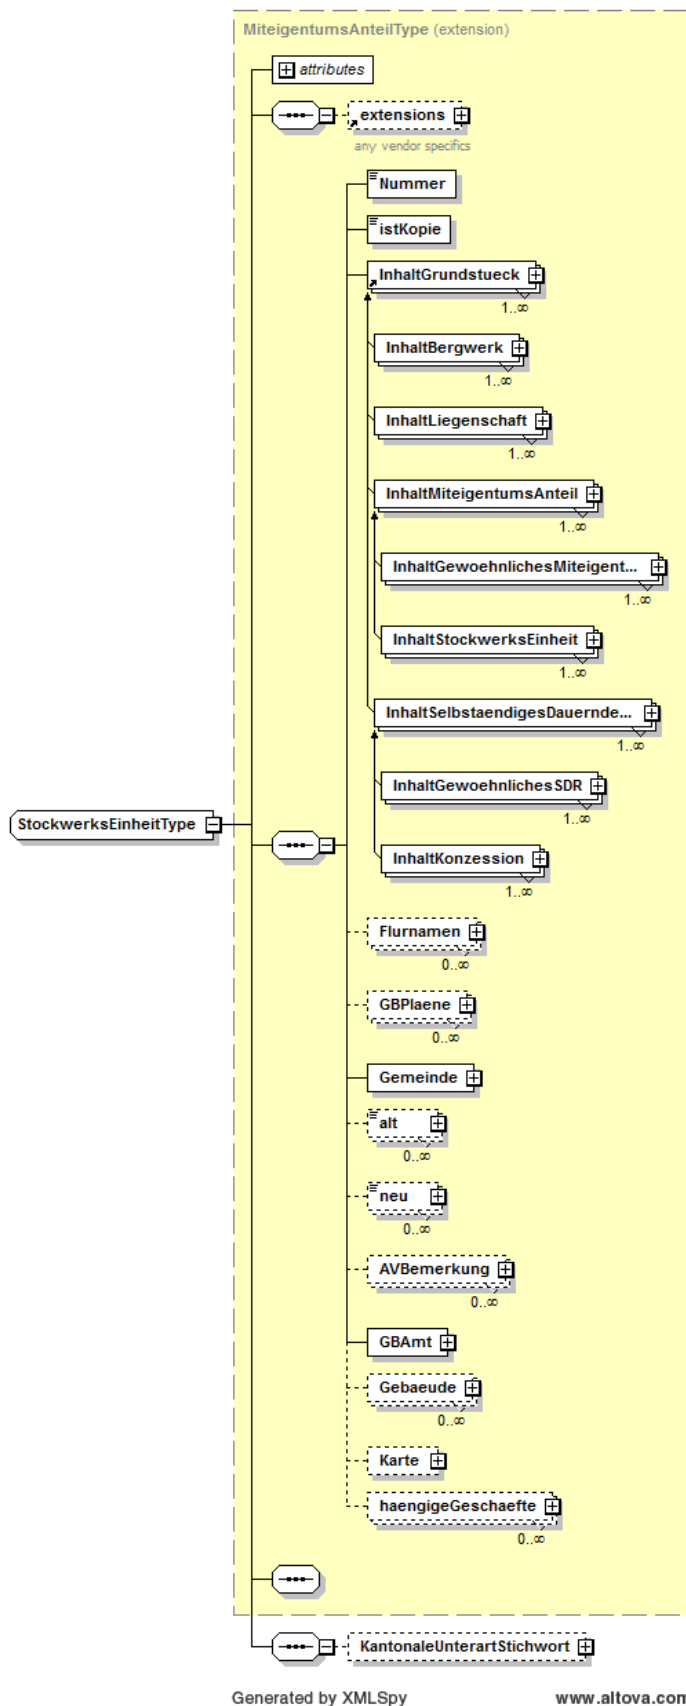 MiteigentumsAnteilType (extension)
attributes
extensions
any vendor specifics
Nummer
istKopie
InhaltGrundstueck
1..∞
InhaltBergwerk
1..∞
InhaltLiegenschaft
1..∞
InhaltMiteigentumsAnteil
1..∞
InhaltGewoehnlichesMiteigent...
1..∞
InhaltStockwerksEinheit
1..∞
InhaltSelbstaendigesDauernde...
1..∞
InhaltGewoehnlichesSDR
1..∞
StockwerksEinheitType
InhaltKonzession
1..∞
Flurnamen
0..∞
GBPlaene
0..∞
Gemeinde
alt
0..∞
neu
0..∞
AVBemerkung
0..∞
GBAmt
Gebaeude
0..∞
Karte
haengigeGeschaefte
0..∞
KantonaleUnterartStichwort
Generated by XMLSpy
www.altova.com